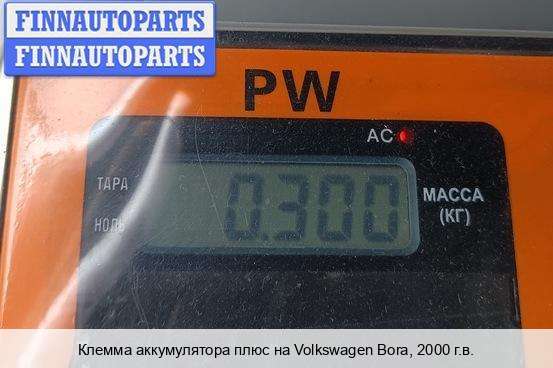 FINNAUTOPARTS
FINNAUTOPARTS
PW
AC
ТАРА
НОЛЬ
0.300
МАССА
(КГ)
Клемма аккумулятора плюс на Volkswagen Bora, 2000 г.в.